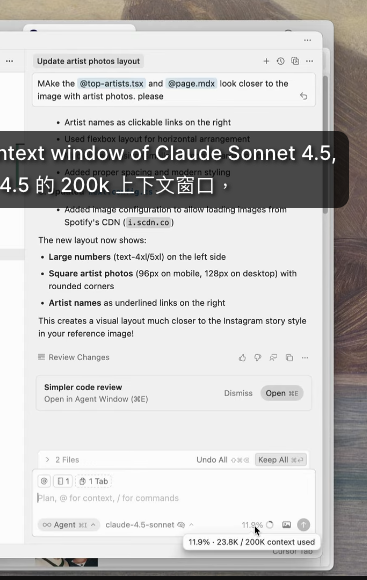 Update artist photos layout
MAke the @top-artists.tsx and @page.mdx look closer to the
image with artist photos. please
Artist names as clickable links on the right
Used flexbox layout for horizontal arrangement
ntext window of Claude Sonnet 4.5,
4.5 的 200k 上下文窗口，
Added proper spacing and modern styling
Added image configuration to allow loading images from
Spotify's CDN (i.scdn.co)
The new layout now shows:
Large numbers (text-4xl/5xl) on the left side
Square artist photos (96px on mobile, 128px on desktop) with
rounded corners
Artist names as underlined links on the right
This creates a visual layout much closer to the Instagram story style
in your reference image!
Review Changes
Simpler code review
Open in Agent Window (⌘E)
Dismiss
Open ⌘E
2 Files
Undo All ⇧⌘⌫
Keep All ⌘⏎
@
1
1 Tab
Plan, @ for context, / for commands
Agent ⌘I
claude-4.5-sonnet
11.9%
11.9% · 23.8K / 200K context used
Cursor Tab